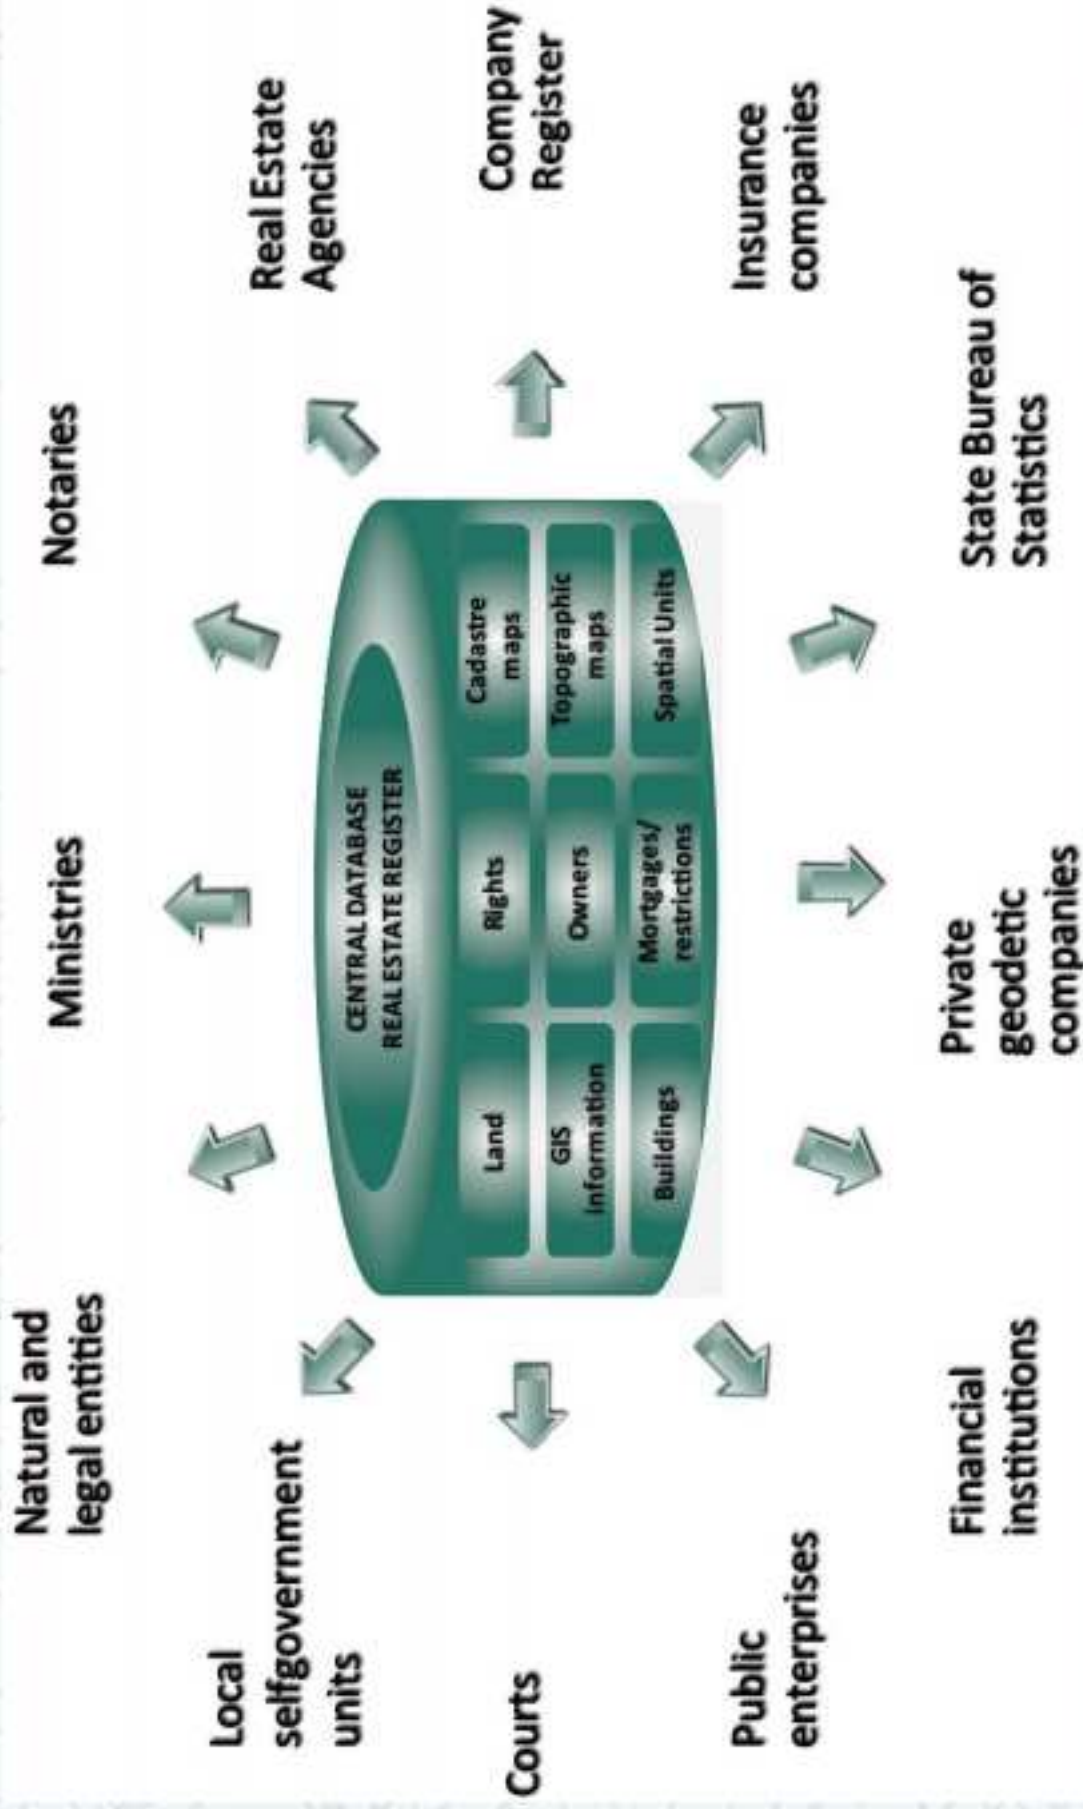 Natural and
legal entities
Ministries
Notaries
Local
selfgovernment
units
Real Estate
Agencies
CENTRAL DATABASE
REAL ESTATE REGISTER
Land
Rights
Cadastre
maps
Courts
Company
Register
GIS
Information
Owners
Topographic
maps
Buildings
Mortgages/
restrictions
Spatial Units
Public
enterprises
Insurance
companies
Financial
institutions
Private
geodetic
companies
State Bureau of
Statistics